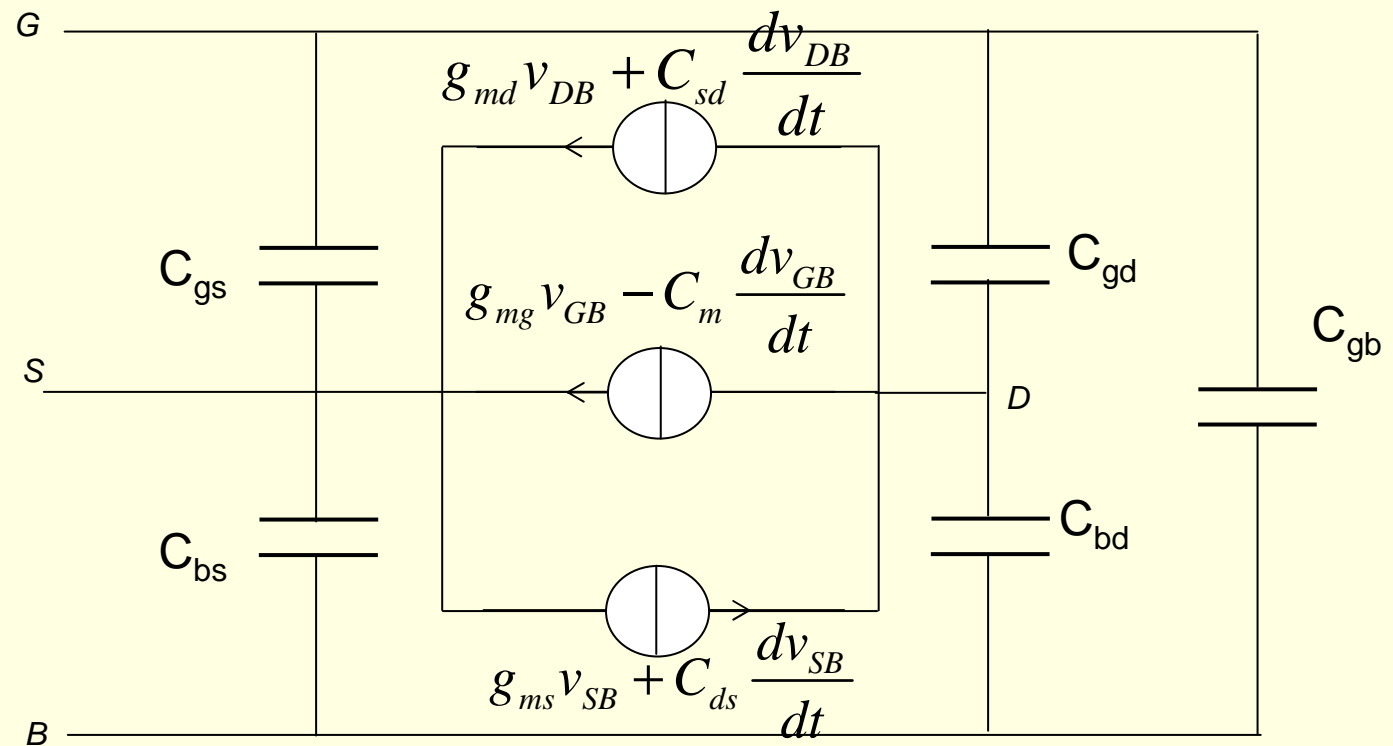 G
g_md v_DB + C_sd dv_DB/dt
C_gs
C_gd
g_mg v_GB − C_m dv_GB/dt
C_gb
S
D
C_bs
C_bd
g_ms v_SB + C_ds dv_SB/dt
B